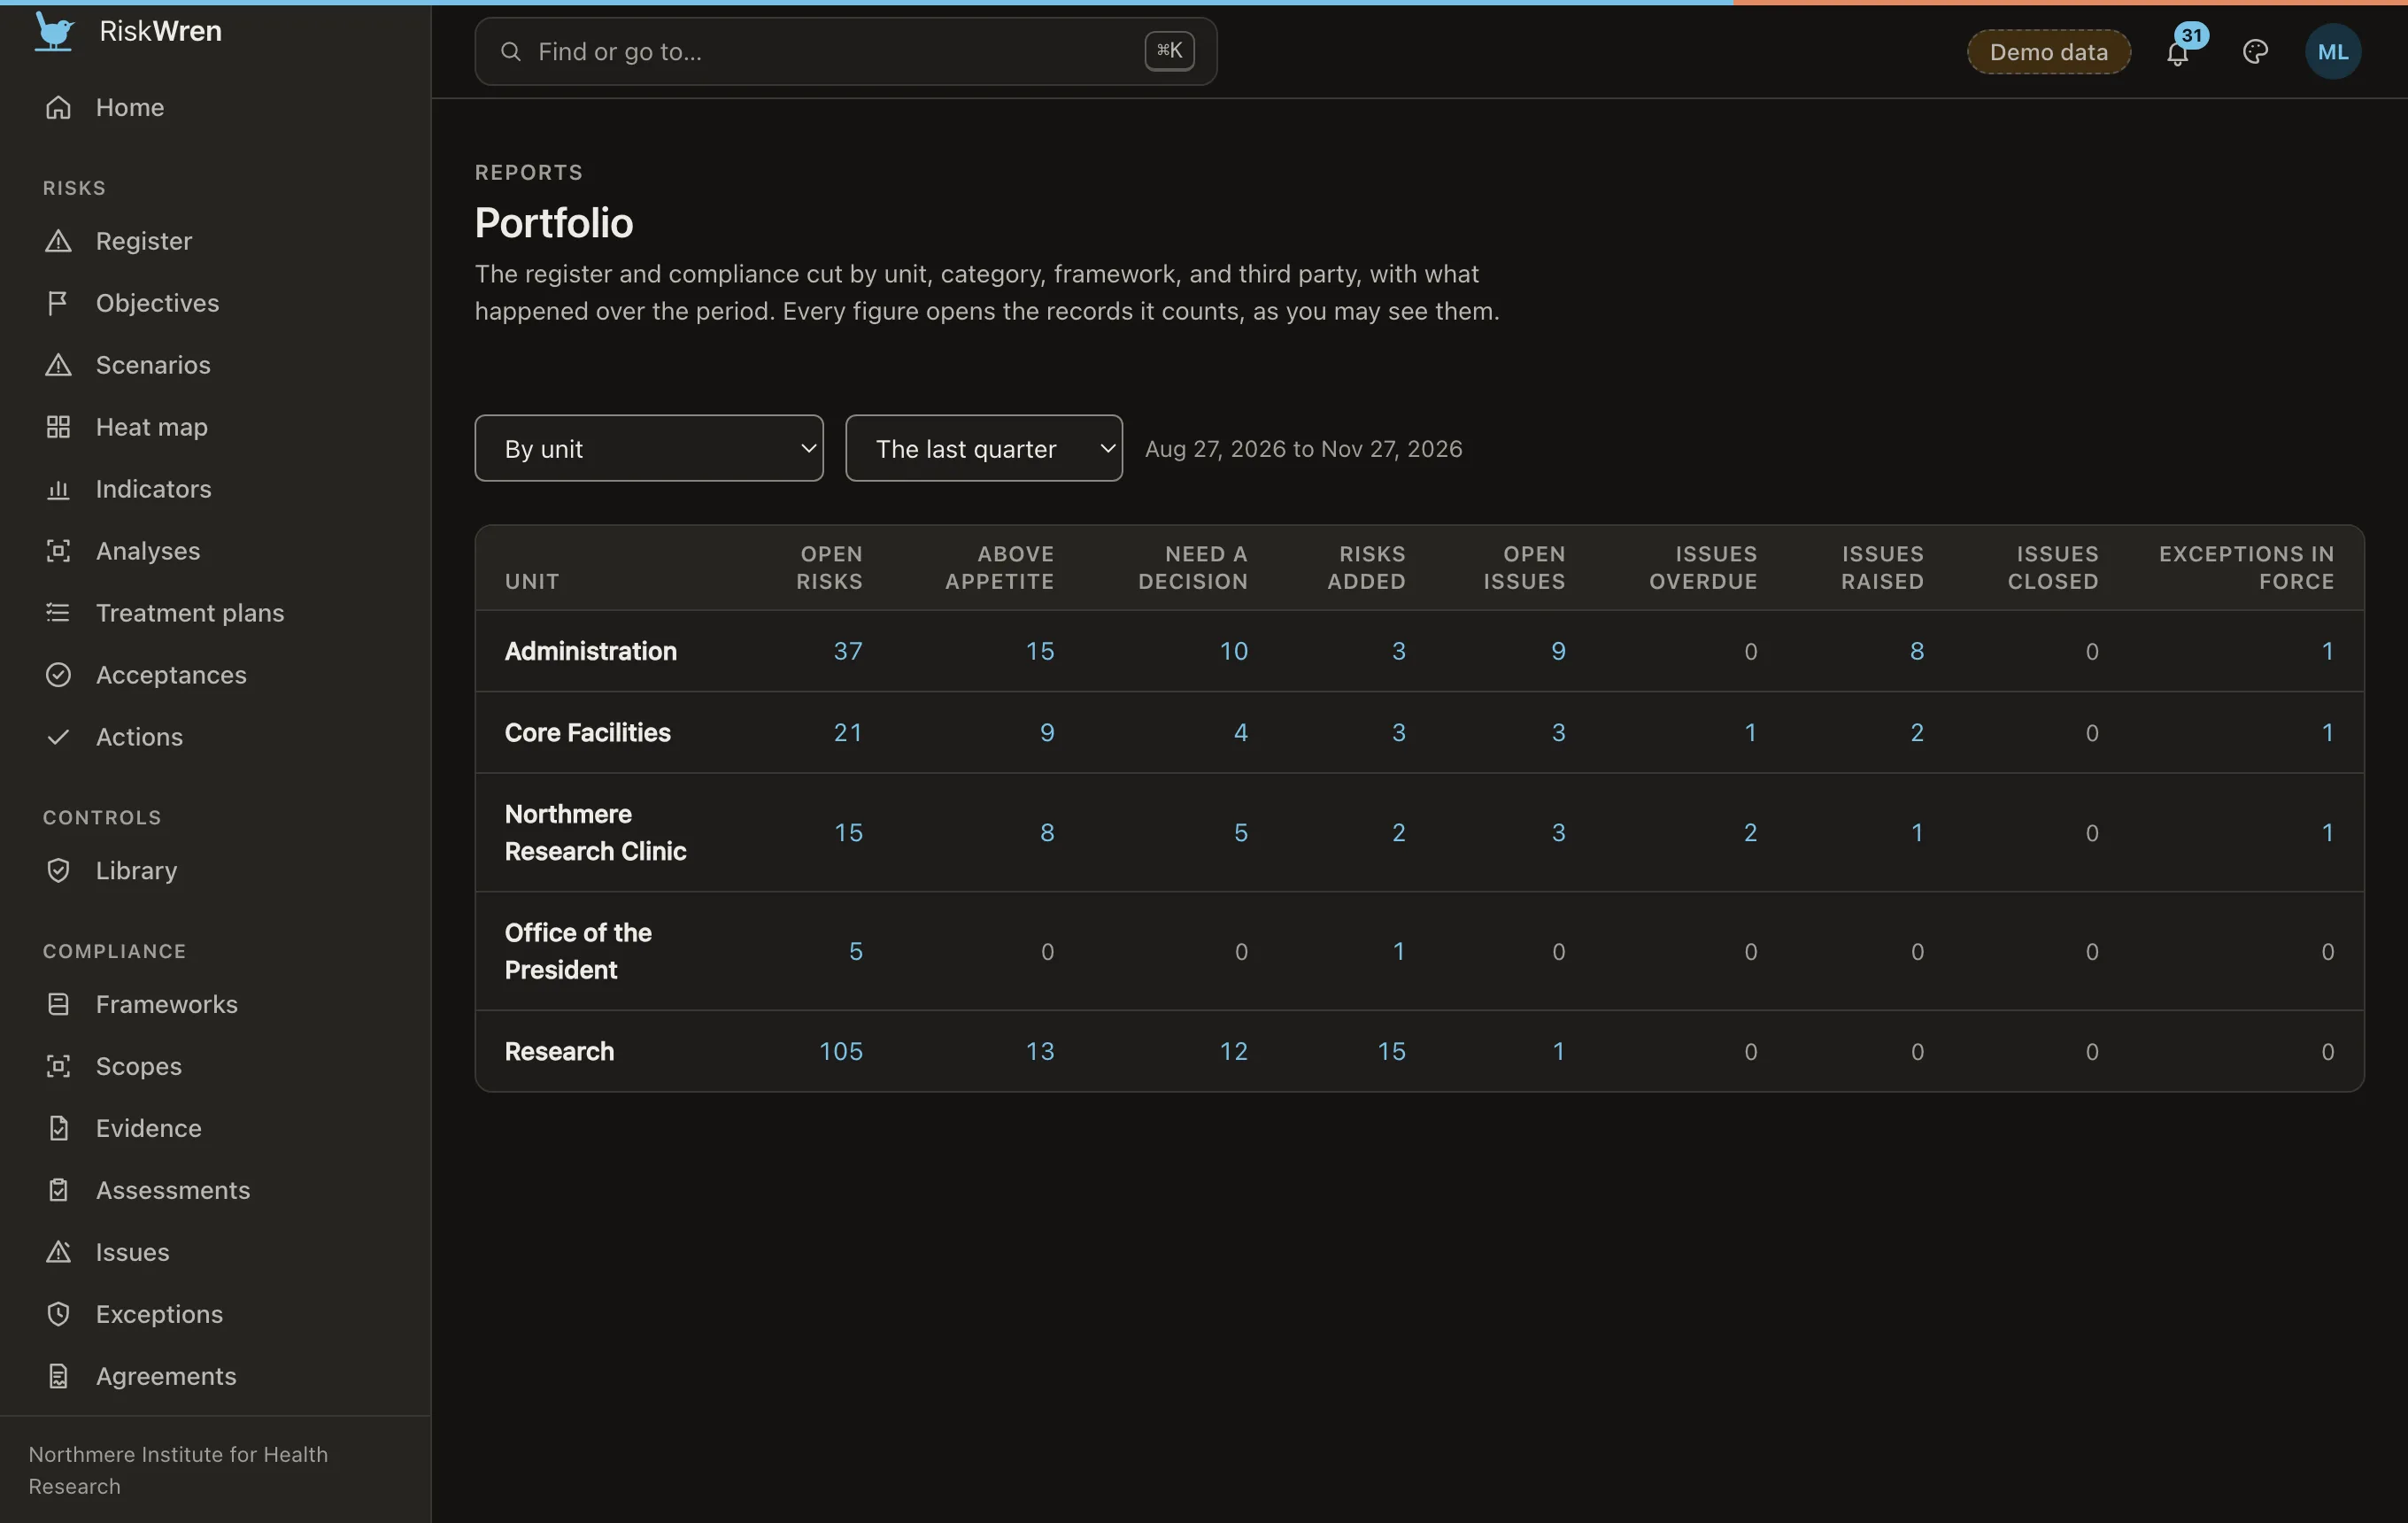 RiskWren
Find or go to...
⌘K
Demo data
31
ML
Home
RISKS
Register
Objectives
Scenarios
Heat map
Indicators
Analyses
Treatment plans
Acceptances
Actions
CONTROLS
Library
COMPLIANCE
Frameworks
Scopes
Evidence
Assessments
Issues
Exceptions
Agreements
Northmere Institute for Health
Research
REPORTS
Portfolio
The register and compliance cut by unit, category, framework, and third party, with what
happened over the period. Every figure opens the records it counts, as you may see them.
By unit
The last quarter
Aug 27, 2026 to Nov 27, 2026
UNIT OPEN RISKS ABOVE APPETITE NEED A DECISION RISKS ADDED OPEN ISSUES ISSUES OVERDUE ISSUES RAISED ISSUES CLOSED EXCEPTIONS IN FORCE
Administration 37 15 10 3 9 0 8 0 1
Core Facilities 21 9 4 3 3 1 2 0 1
Northmere Research Clinic 15 8 5 2 3 2 1 0 1
Office of the President 5 0 0 1 0 0 0 0 0
Research 105 13 12 15 1 0 0 0 0